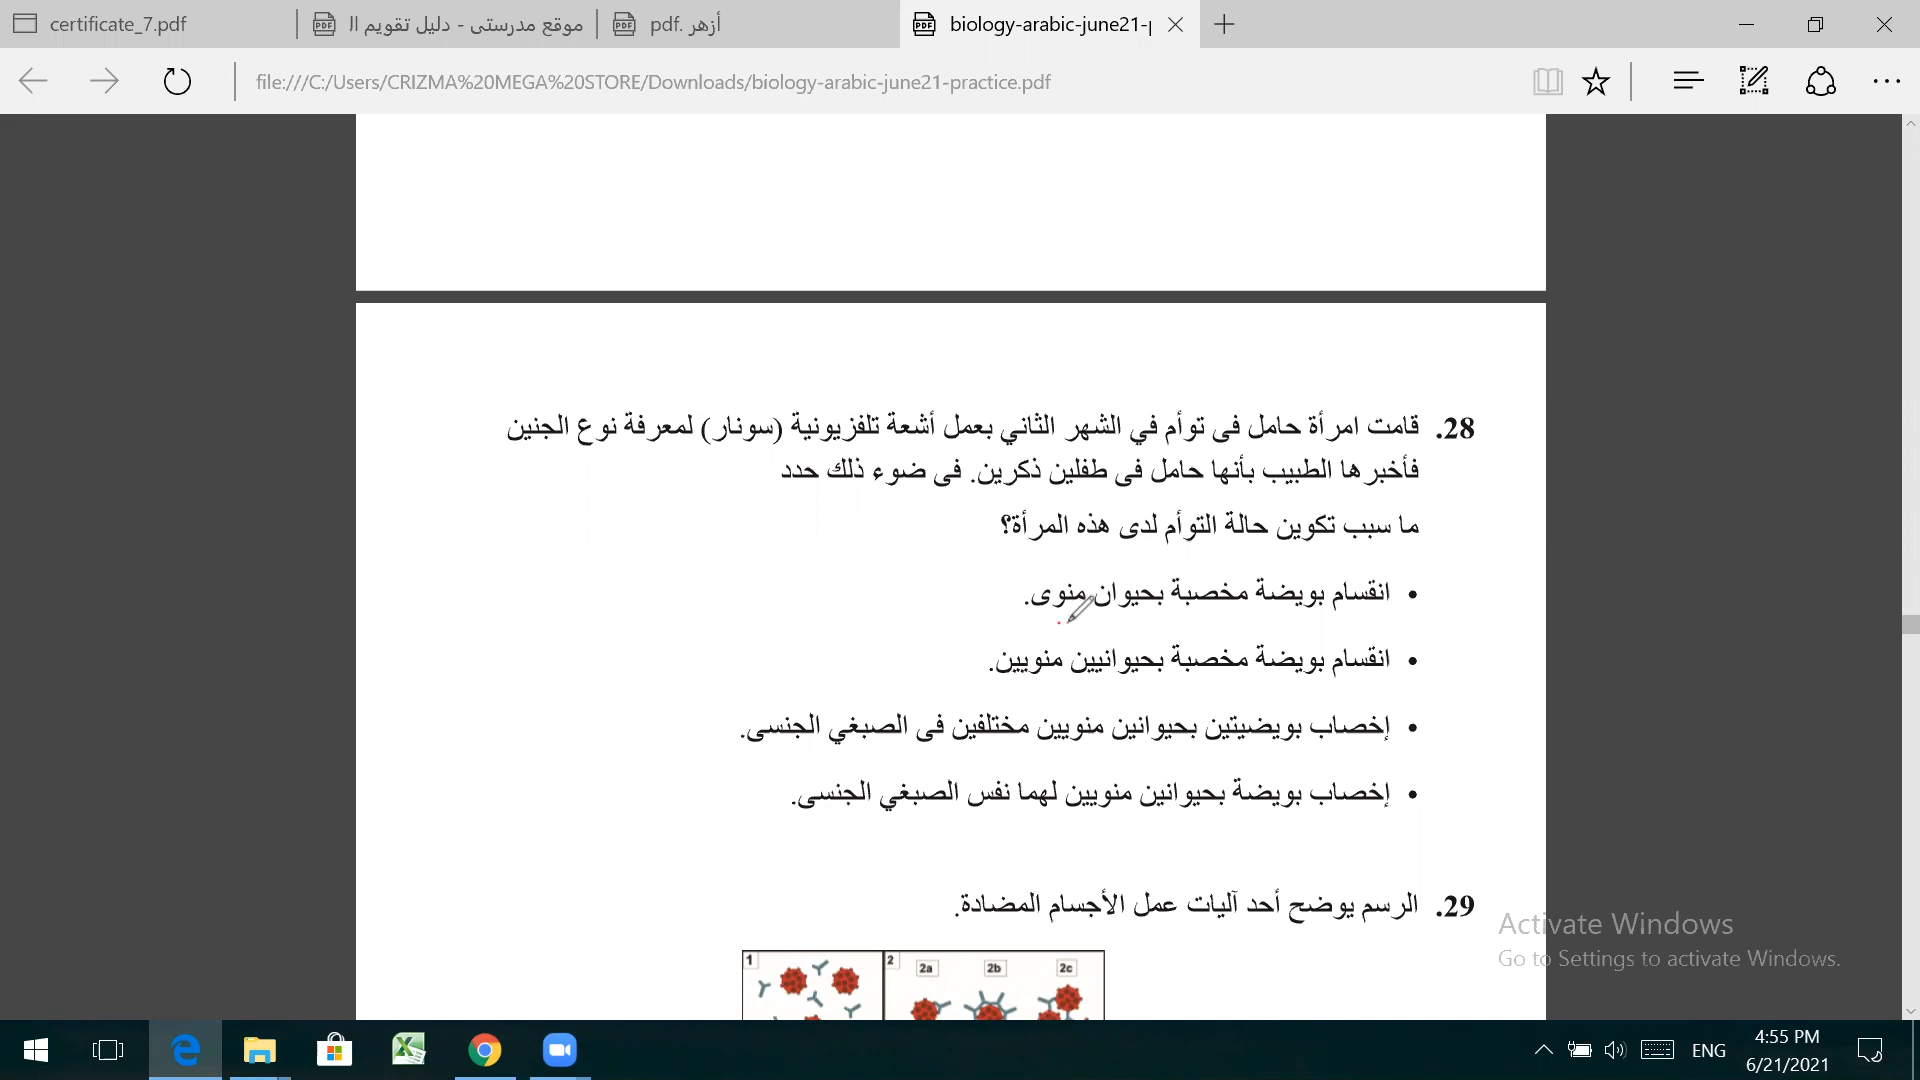 certificate_7.pdf
موقع مدرستى - دليل تقويم ال
أزهر .pdf
biology-arabic-june21-p
file:///C:/Users/CRIZMA%20MEGA%20STORE/Downloads/biology-arabic-june21-practice.pdf
28. قامت امرأة حامل فى توأم في الشهر الثاني بعمل أشعة تلفزيونية (سونار) لمعرفة نوع الجنين
فأخبرها الطبيب بأنها حامل فى طفلين ذكرين. فى ضوء ذلك حدد
ما سبب تكوين حالة التوأم لدى هذه المرأة؟
• انقسام بويضة مخصبة بحيوان منوى.
• انقسام بويضة مخصبة بحيوانيين منويين.
• إخصاب بويضيتين بحيوانين منويين مختلفين فى الصبغي الجنسى.
• إخصاب بويضة بحيوانين منويين لهما نفس الصبغي الجنسى.
29. الرسم يوضح أحد آليات عمل الأجسام المضادة.
1 2 2a 2b 2c
Activate Windows
Go to Settings to activate Windows.
ENG
4:55 PM
6/21/2021